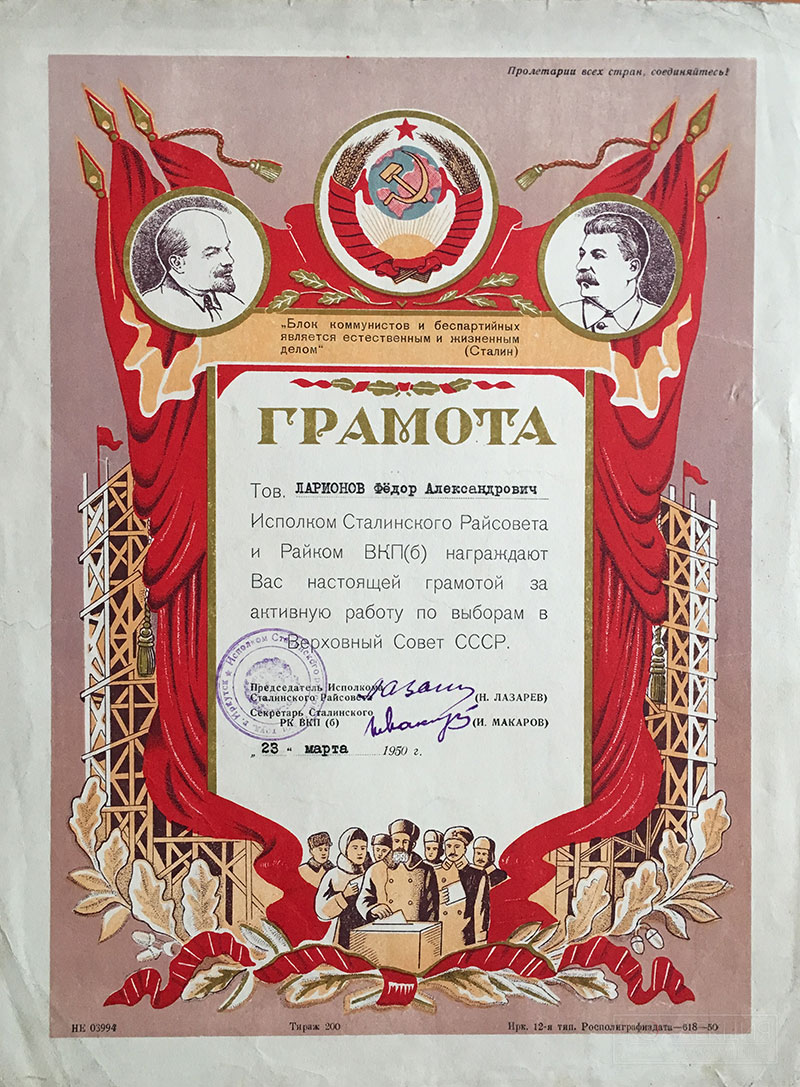 Пролетарии всех стран, соединяйтесь!
„Блок коммунистов и беспартийных
является естественным и жизненным
делом“ (Сталин)
ГРАМОТА
Тов. ЛАРИОНОВ Фёдор Александрович
Исполком Сталинского Райсовета
и Райком ВКП(б) награждают
Вас настоящей грамотой за
активную работу по выборам в
Верховный Совет СССР.
г. Иркутск ★ Исполком
Председатель Исполкома
Сталинского Райсовета (Н. ЛАЗАРЕВ)
Секретарь Сталинского
РК ВКП (б) (И. МАКАРОВ)
„23“ марта 1950 г.
НЕ 03994 Тираж 200 Ирк. 12-я тип. Росполиграфиздата—618—50